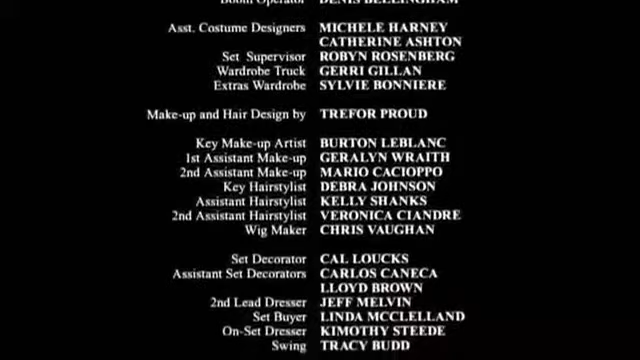 Boom Operator DENIS BELLINGHAM
Asst. Costume Designers MICHELE HARNEY
CATHERINE ASHTON
Set Supervisor ROBYN ROSENBERG
Wardrobe Truck GERRI GILLAN
Extras Wardrobe SYLVIE BONNIERE
Make-up and Hair Design by TREFOR PROUD
Key Make-up Artist BURTON LEBLANC
1st Assistant Make-up GERALYN WRAITH
2nd Assistant Make-up MARIO CACIOPPO
Key Hairstylist DEBRA JOHNSON
Assistant Hairstylist KELLY SHANKS
2nd Assistant Hairstylist VERONICA CIANDRE
Wig Maker CHRIS VAUGHAN
Set Decorator CAL LOUCKS
Assistant Set Decorators CARLOS CANECA
LLOYD BROWN
2nd Lead Dresser JEFF MELVIN
Set Buyer LINDA MCCLELLAND
On-Set Dresser KIMOTHY STEEDE
Swing TRACY BUDD